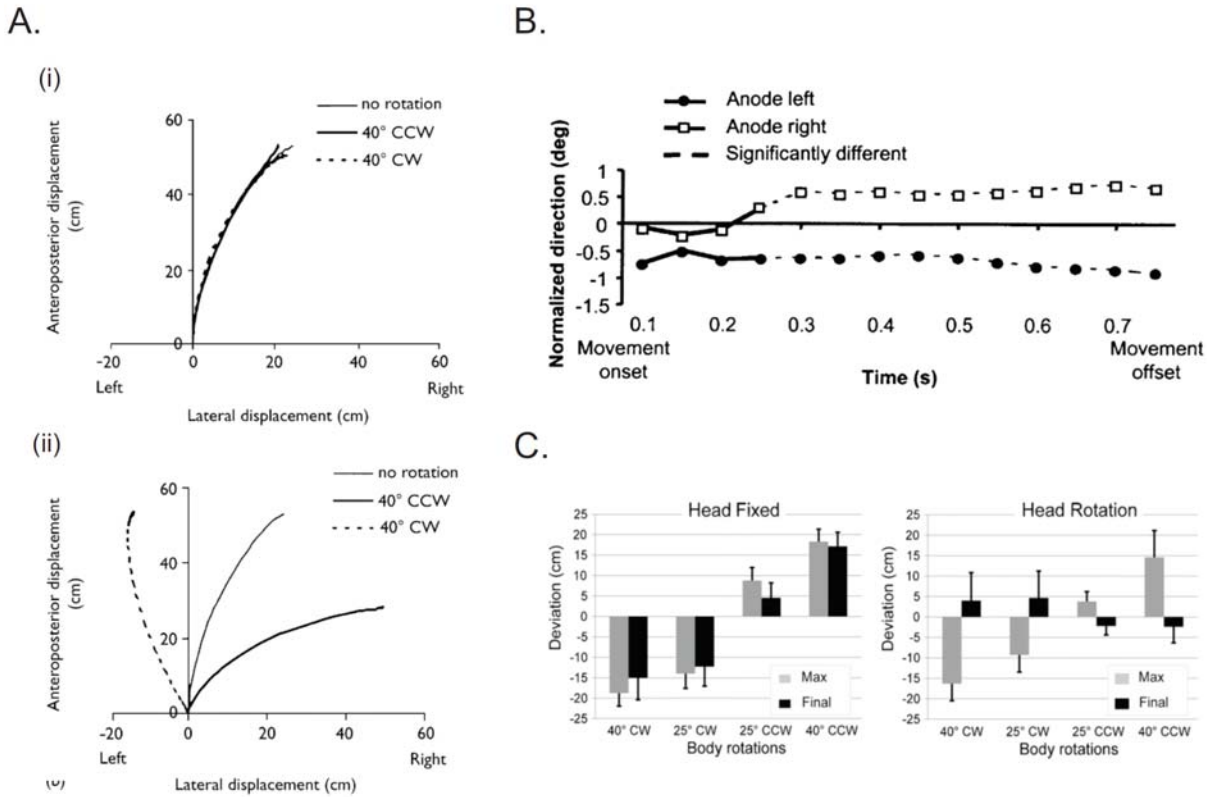 A.
(i)
no rotation
40° CCW
40° CW
Anteroposterior displacement
(cm)
60
40
20
0
-20
0
20
40
60
Left
Right
Lateral displacement (cm)
(ii)
no rotation
40° CCW
40° CW
Anteroposterior displacement
(cm)
60
40
20
0
-20
0
20
40
60
Left
Right
Lateral displacement (cm)
B.
Anode left
Anode right
Significantly different
Normalized direction (deg)
1
0.5
0
-0.5
-1
-1.5
0.1
0.2
0.3
0.4
0.5
0.6
0.7
Movement
onset
Movement
offset
Time (s)
C.
Head Fixed
Deviation (cm)
25
20
15
10
5
0
-5
-10
-15
-20
-25
Max
Final
40° CW
25° CW
25° CCW
40° CCW
Body rotations
Head Rotation
Deviation (cm)
25
20
15
10
5
0
-5
-10
-15
-20
-25
Max
Final
40° CW
25° CW
25° CCW
40° CCW
Body rotations